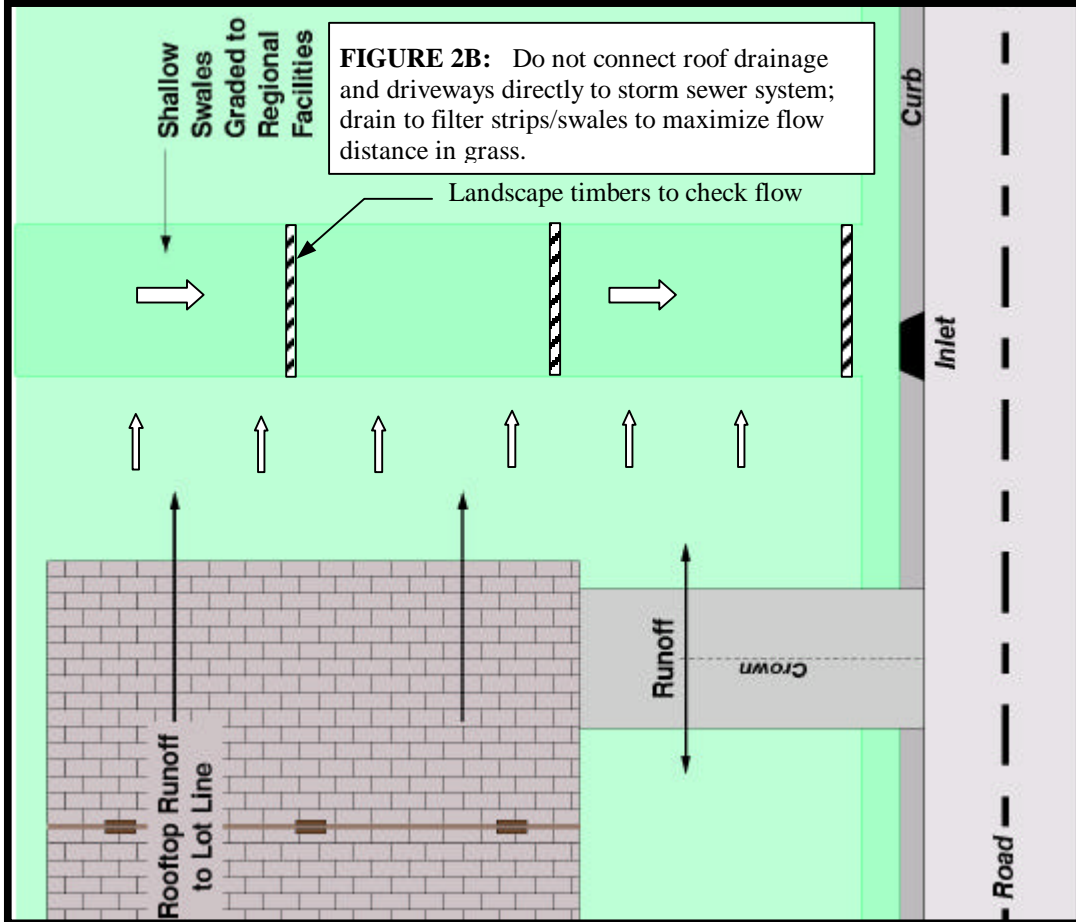 Shallow
Swales
Graded to
Regional
Facilities
FIGURE 2B: Do not connect roof drainage
and driveways directly to storm sewer system;
drain to filter strips/swales to maximize flow
distance in grass.
Curb
Landscape timbers to check flow
Inlet
Runoff
Crown
Rooftop Runoff
to Lot Line
Road